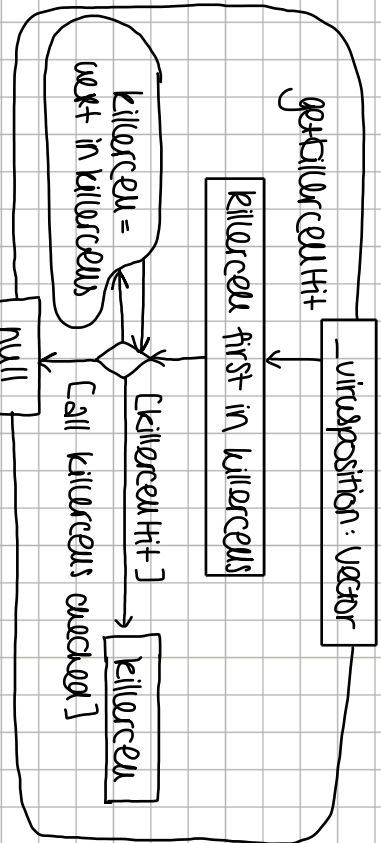 getKillercellHit
_virusposition: vector
killercell first in killercells
killercell =
next in killercells
[killercellHit]
killercell
[all killercells checked]
null